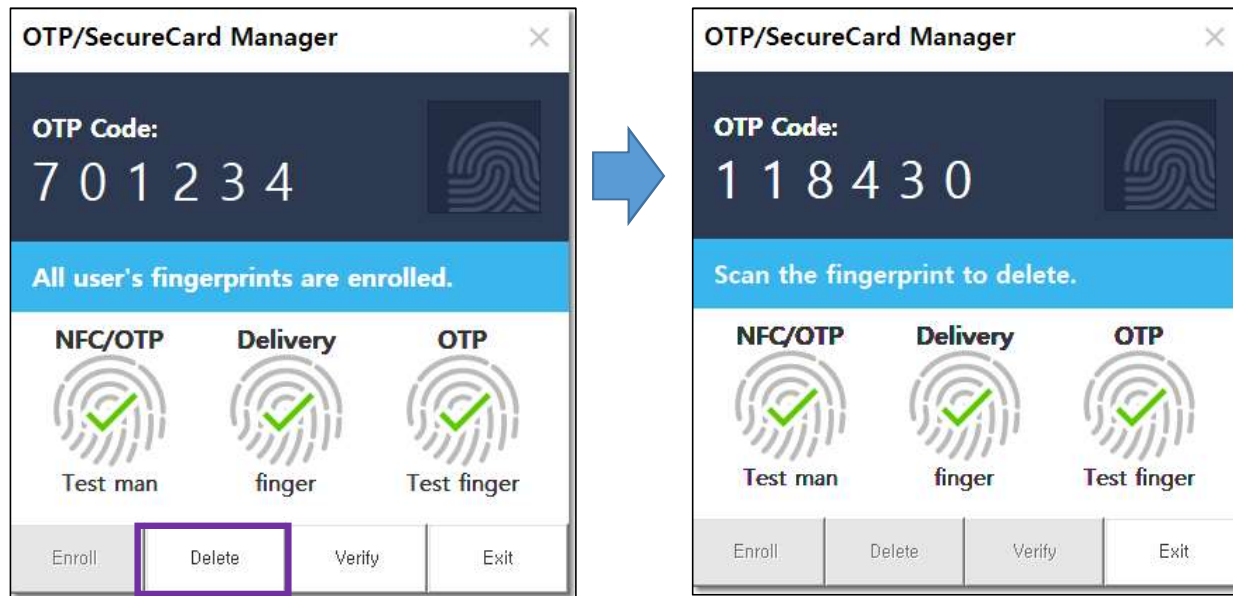 OTP/SecureCard Manager
OTP Code:
7 0 1 2 3 4
All user's fingerprints are enrolled.
NFC/OTP Delivery OTP
Test man finger Test finger
Enroll Delete Verify Exit
OTP/SecureCard Manager
OTP Code:
1 1 8 4 3 0
Scan the fingerprint to delete.
NFC/OTP Delivery OTP
Test man finger Test finger
Enroll Delete Verify Exit